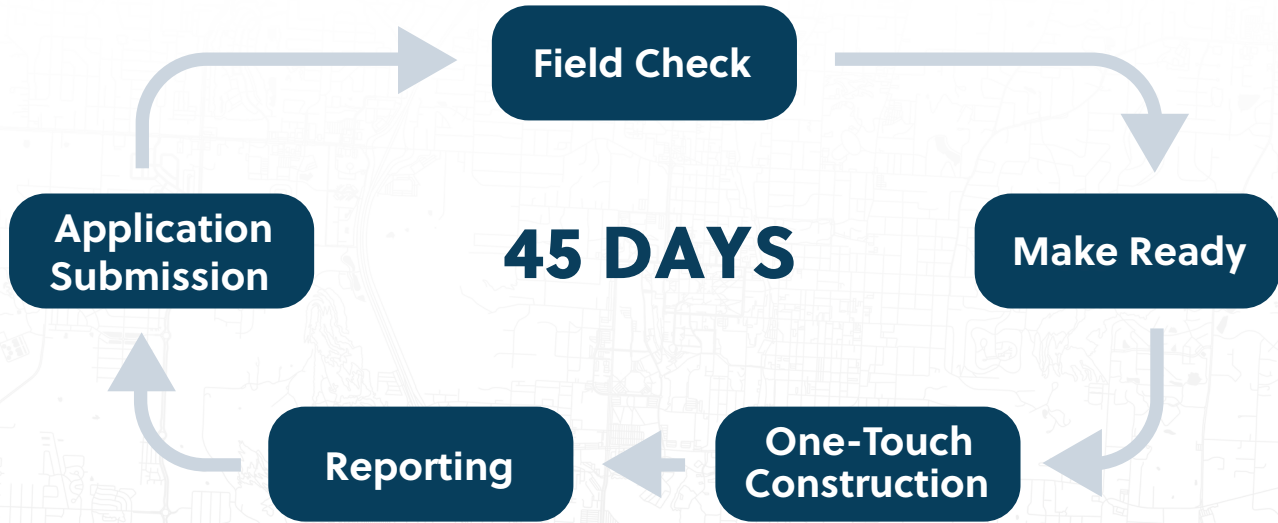 Field Check
Application
Submission
45 DAYS
Make Ready
One-Touch
Construction
Reporting